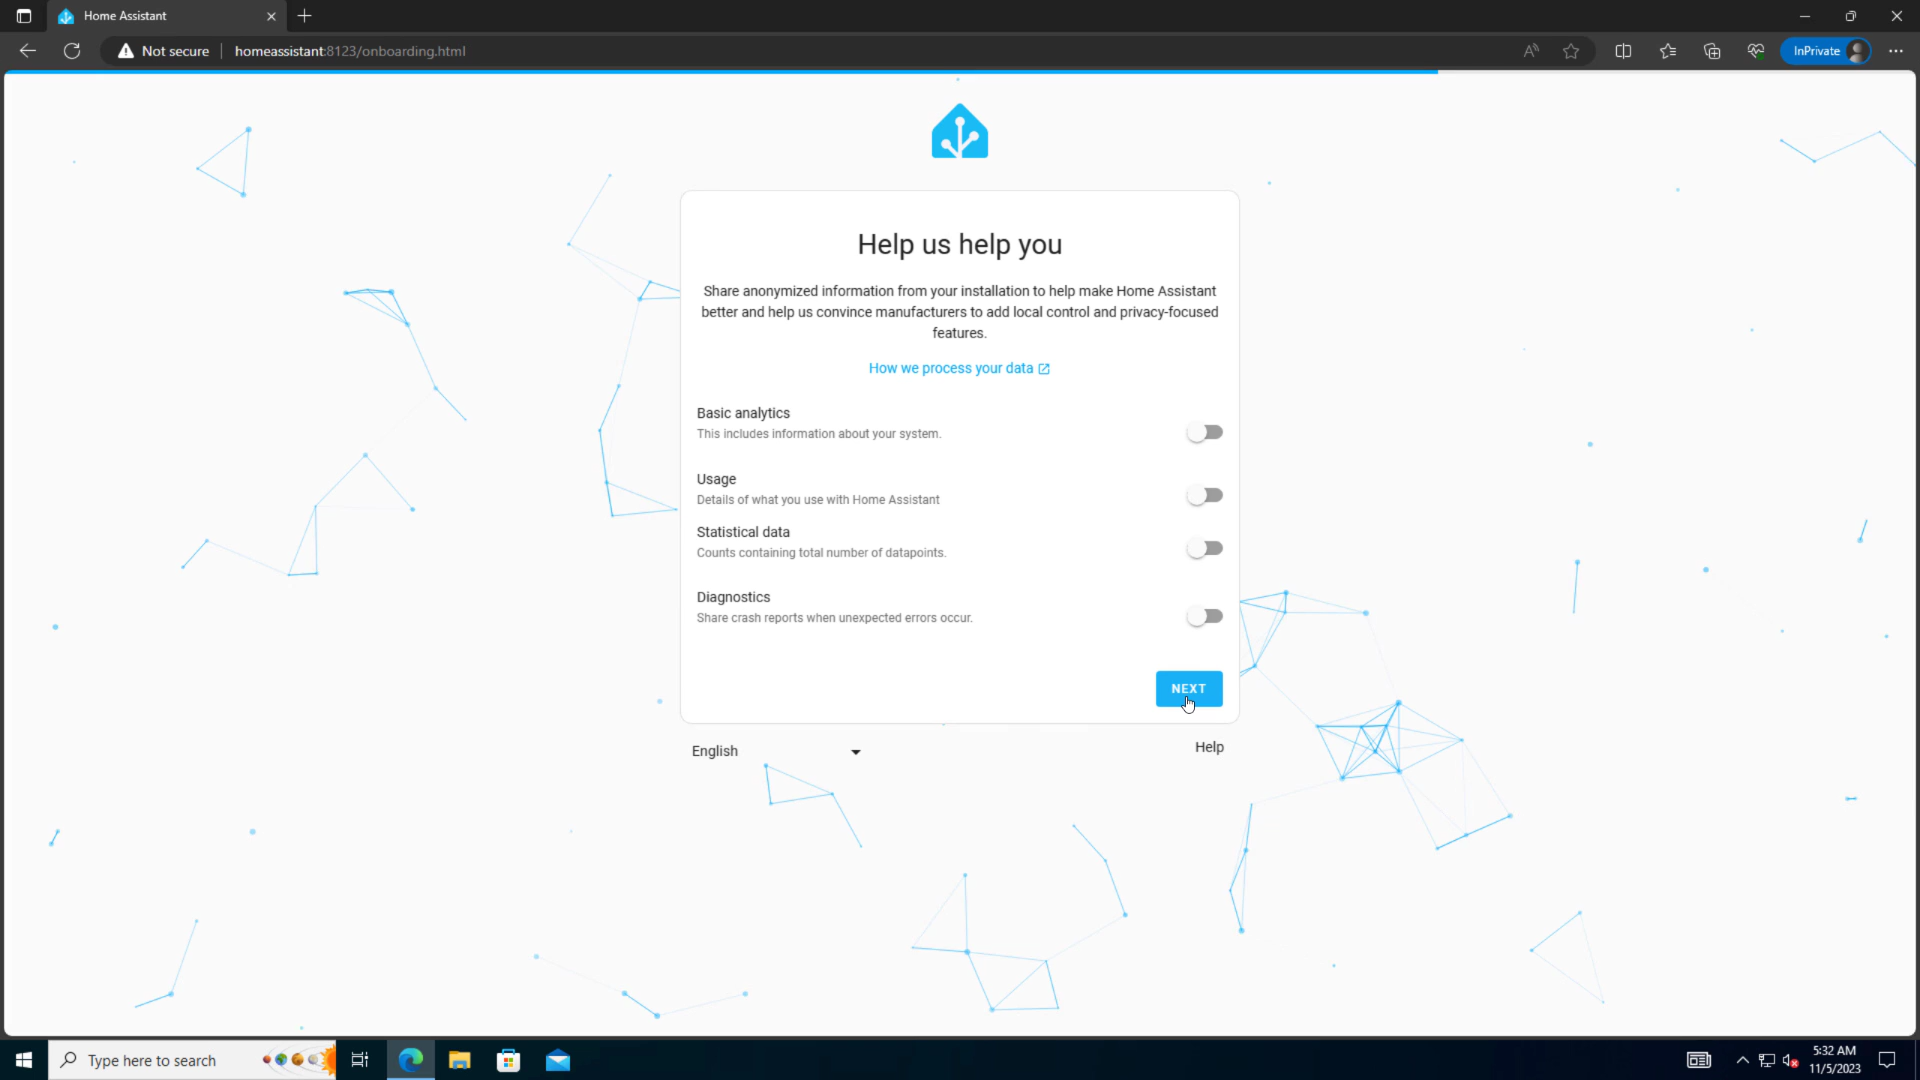 Home Assistant
Not secure
homeassistant:8123/onboarding.html
InPrivate
Help us help you
Share anonymized information from your installation to help make Home Assistant
better and help us convince manufacturers to add local control and privacy-focused
features.
How we process your data
Basic analytics
This includes information about your system.
Usage
Details of what you use with Home Assistant
Statistical data
Counts containing total number of datapoints.
Diagnostics
Share crash reports when unexpected errors occur.
NEXT
English
Help
Type here to search
5:32 AM
11/5/2023